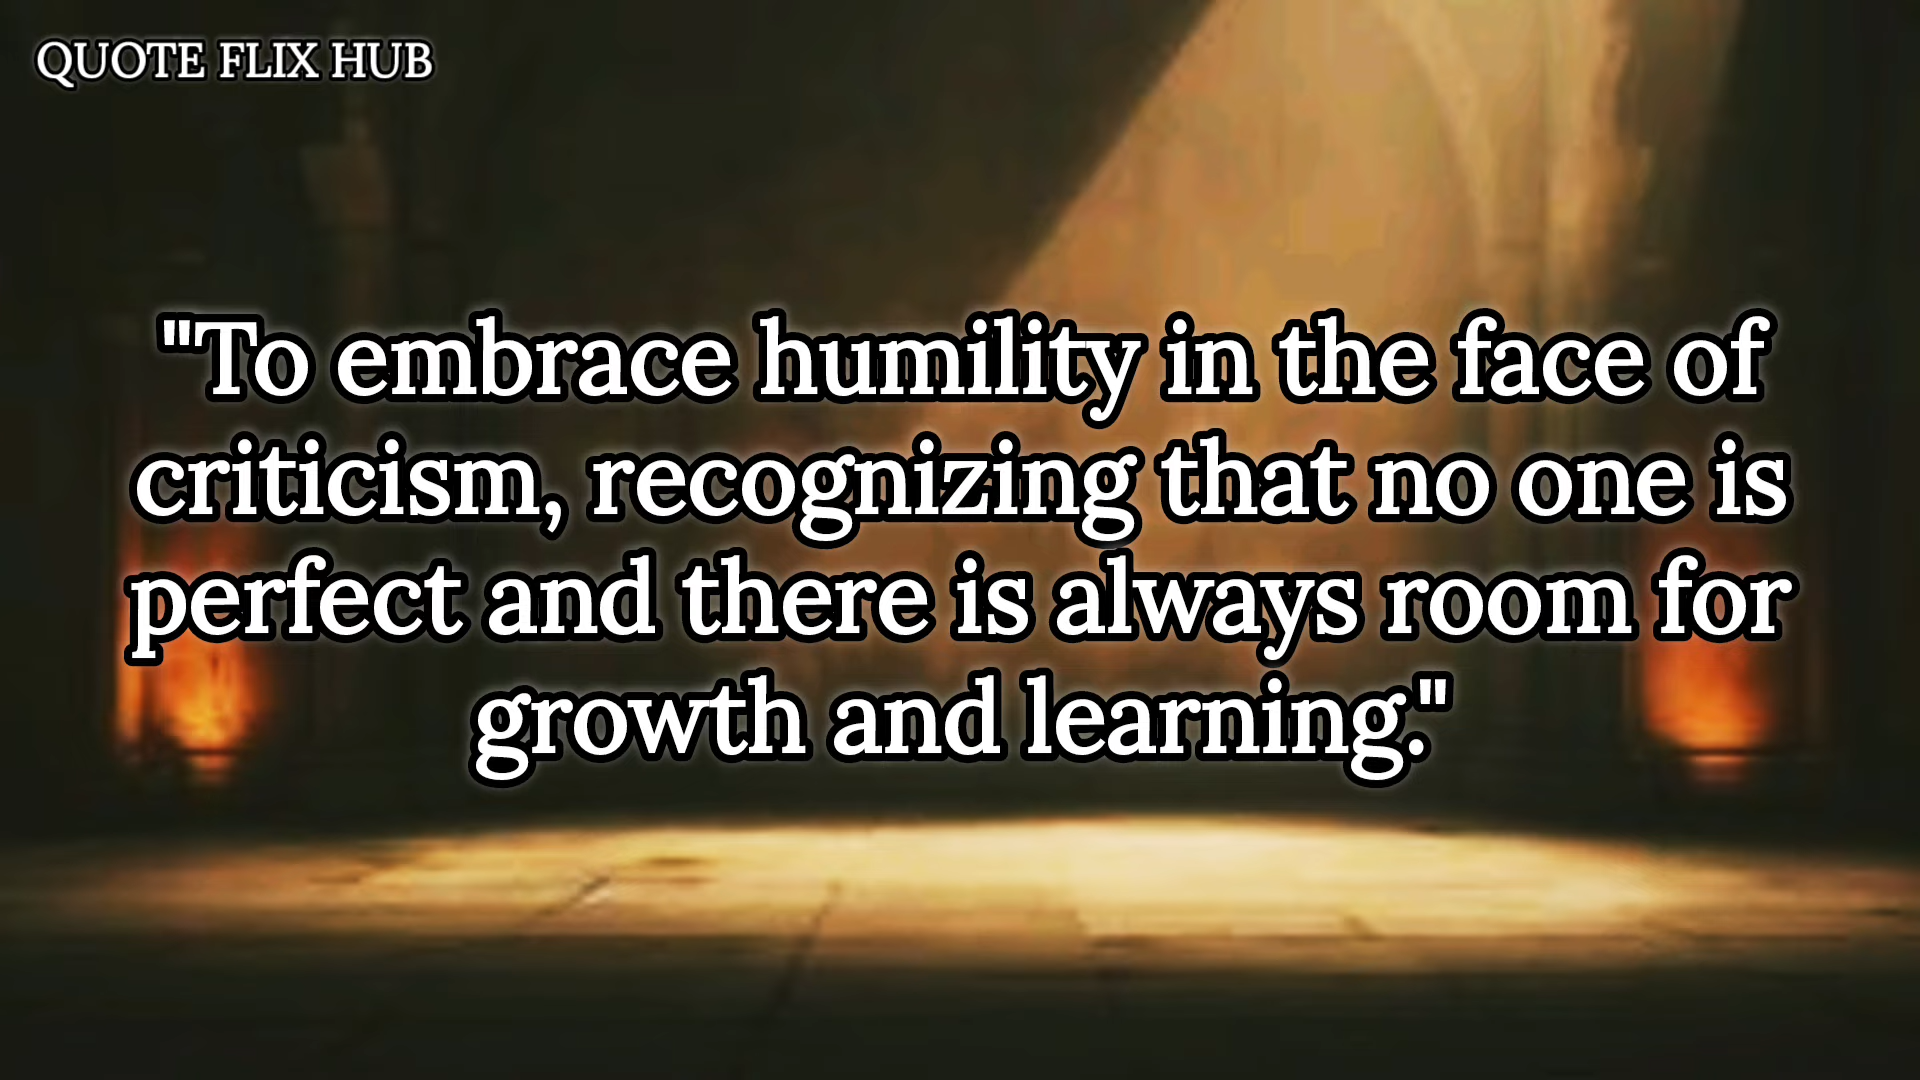 QUOTE FLIX HUB
"To embrace humility in the face of
criticism, recognizing that no one is
perfect and there is always room for
growth and learning."